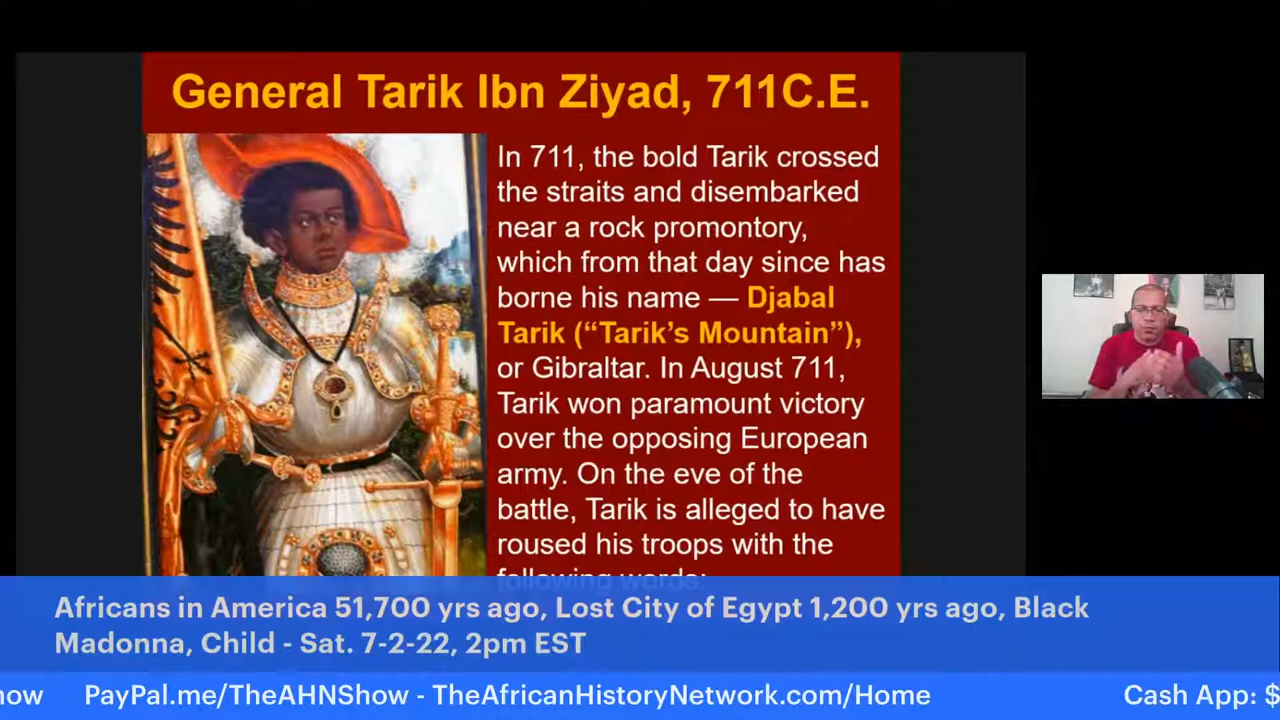 General Tarik Ibn Ziyad, 711C.E.
In 711, the bold Tarik crossed
the straits and disembarked
near a rock promontory,
which from that day since has
borne his name — Djabal
Tarik (“Tarik’s Mountain”),
or Gibraltar. In August 711,
Tarik won paramount victory
over the opposing European
army. On the eve of the
battle, Tarik is alleged to have
roused his troops with the
following words:
Africans in America 51,700 yrs ago, Lost City of Egypt 1,200 yrs ago, Black
Madonna, Child - Sat. 7-2-22, 2pm EST
PayPal.me/TheAHNShow - TheAfricanHistoryNetwork.com/Home Cash App: $